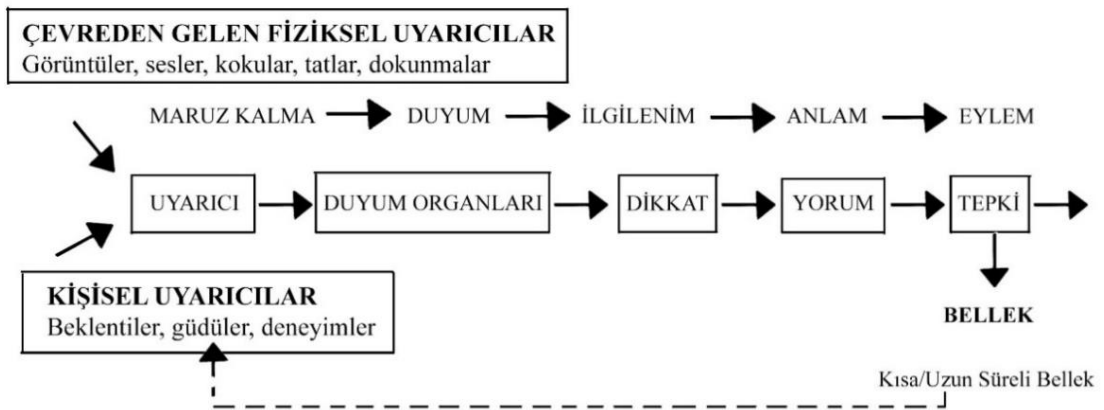 ÇEVREDEN GELEN FİZİKSEL UYARICILAR
Görüntüler, sesler, kokular, tatlar, dokunmalar
MARUZ KALMA DUYUM İLGİLENİM ANLAM EYLEM
UYARICI DUYUM ORGANLARI DİKKAT YORUM TEPKİ
KİŞİSEL UYARICILAR
Beklentiler, güdüler, deneyimler
BELLEK
Kısa/Uzun Süreli Bellek